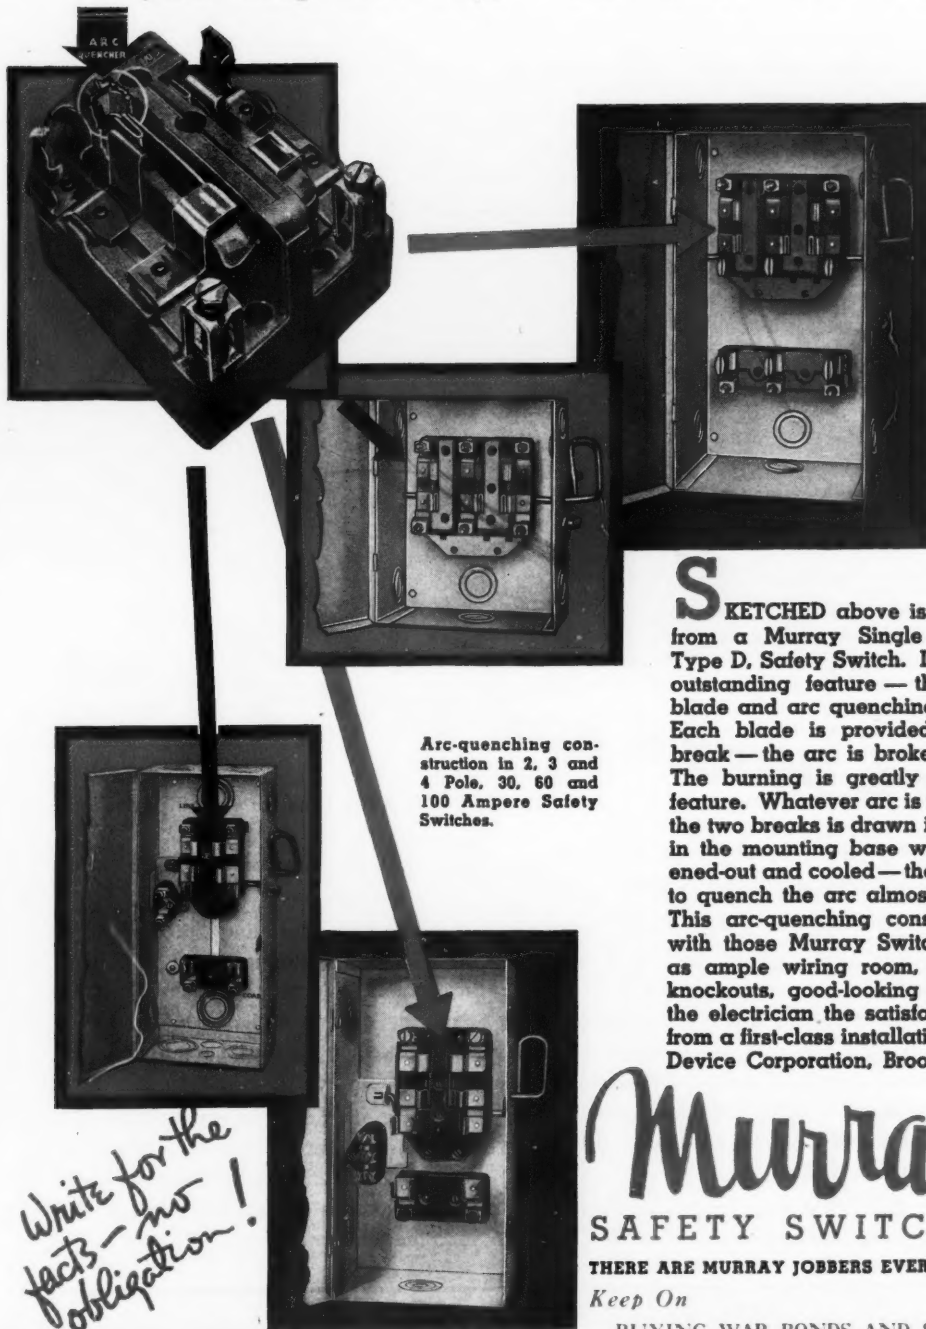 ARC
QUENCHER
SKETCHED above is
from a Murray Single
Type D, Safety Switch. I
outstanding feature — th
blade and arc quenching
Each blade is provided
break — the arc is broke
The burning is greatly
feature. Whatever arc is
the two breaks is drawn i
in the mounting base w
ened-out and cooled — the
to quench the arc almos
This arc-quenching cons
with those Murray Switc
as ample wiring room,
knockouts, good-looking
the electrician the satisfa
from a first-class installati
Device Corporation, Broo
Arc-quenching con-
struction in 2, 3 and
4 Pole, 30, 60 and
100 Ampere Safety
Switches.
Write for the
facts — no
obligation!
Murra
SAFETY SWITC
THERE ARE MURRAY JOBBERS EVER
Keep On
BUYING WAR BONDS AND S